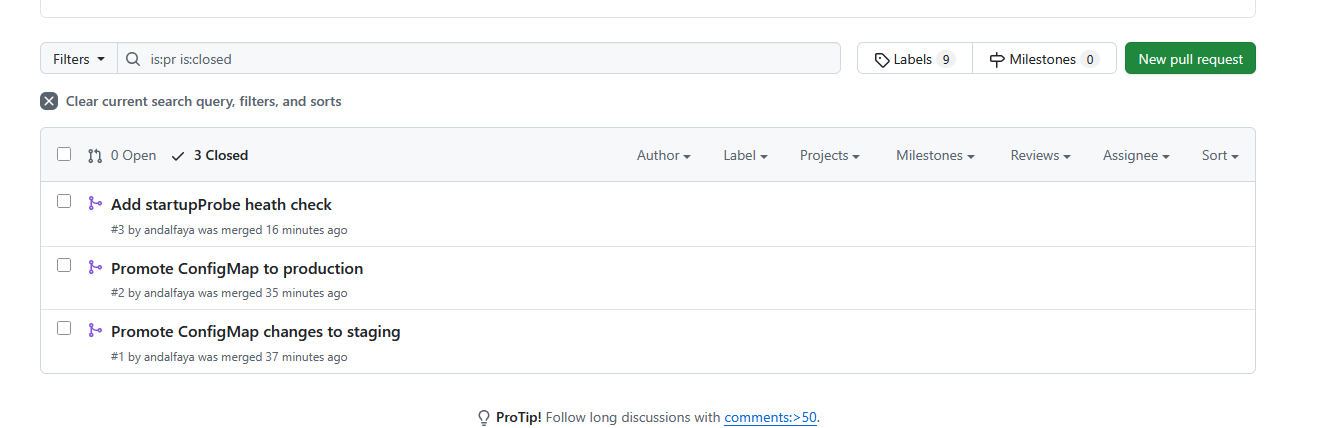 Filters is:pr is:closed Labels 9 Milestones 0 New pull request
Clear current search query, filters, and sorts
0 Open 3 Closed Author Label Projects Milestones Reviews Assignee Sort
Add startupProbe heath check
#3 by andalfaya was merged 16 minutes ago
Promote ConfigMap to production
#2 by andalfaya was merged 35 minutes ago
Promote ConfigMap changes to staging
#1 by andalfaya was merged 37 minutes ago
ProTip! Follow long discussions with comments:>50.